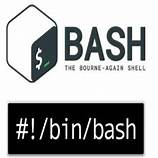 $_
BASH
THE BOURNE-AGAIN SHELL
#!/bin/bash